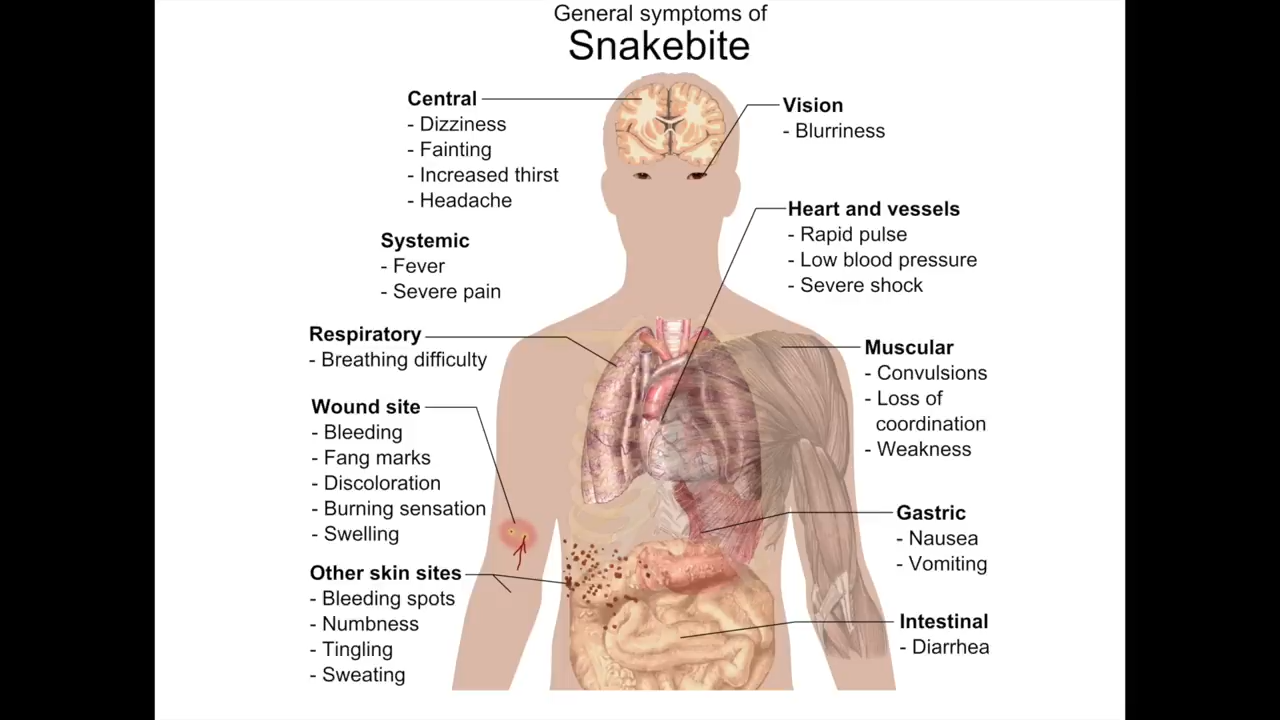 General symptoms of
Snakebite
Central
- Dizziness
- Fainting
- Increased thirst
- Headache
Systemic
- Fever
- Severe pain
Respiratory
- Breathing difficulty
Wound site
- Bleeding
- Fang marks
- Discoloration
- Burning sensation
- Swelling
Other skin sites
- Bleeding spots
- Numbness
- Tingling
- Sweating
Vision
- Blurriness
Heart and vessels
- Rapid pulse
- Low blood pressure
- Severe shock
Muscular
- Convulsions
- Loss of
coordination
- Weakness
Gastric
- Nausea
- Vomiting
Intestinal
- Diarrhea